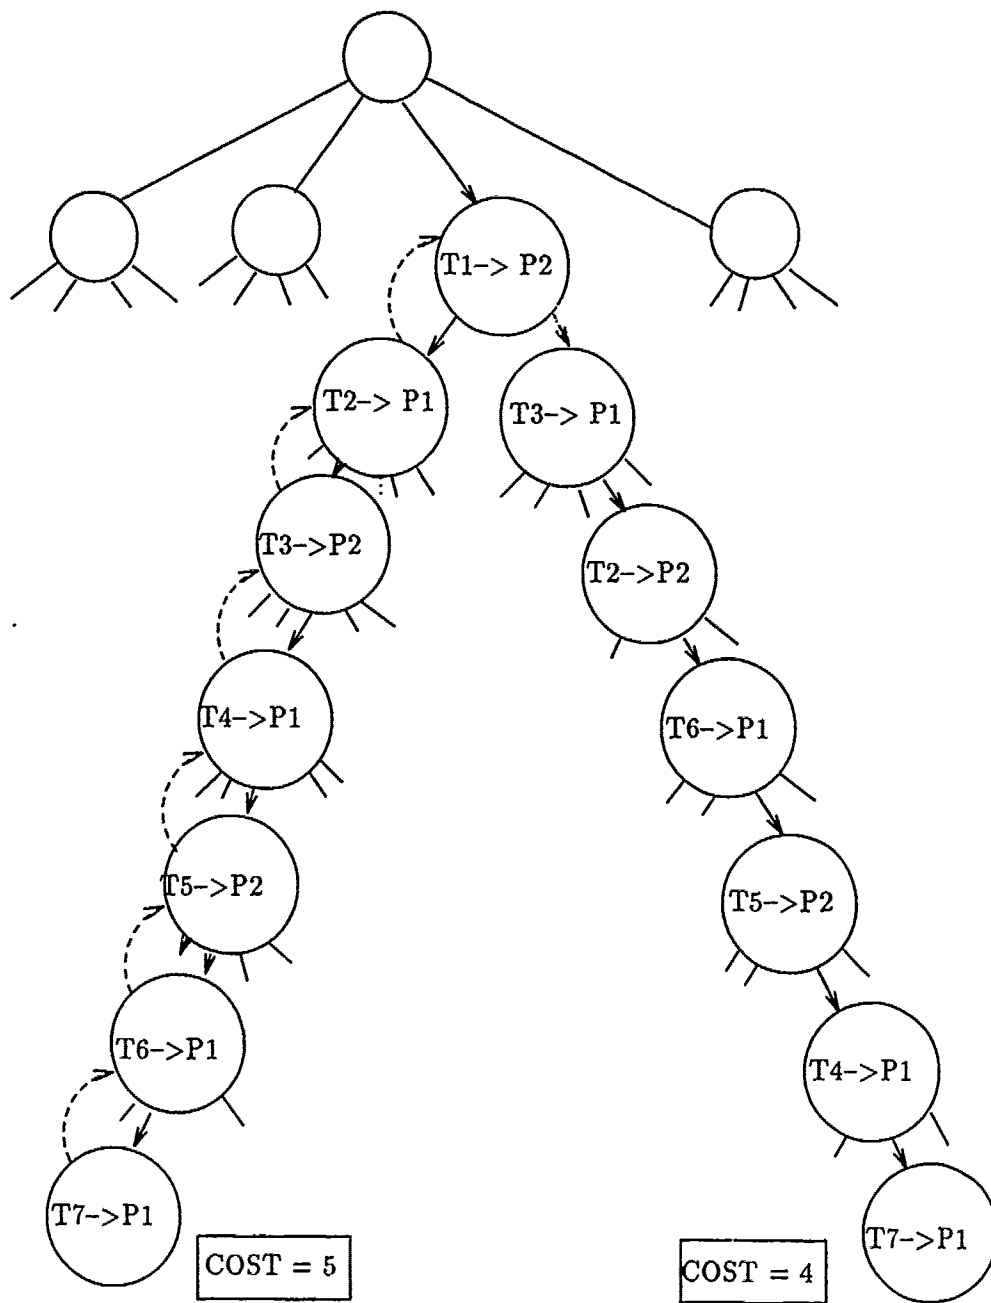 T1-> P2
T2-> P1
T3-> P1
T3->P2
T2->P2
T4->P1
T6->P1
T5->P2
T5->P2
T6->P1
T4->P1
T7->P1
T7->P1
COST = 5
COST = 4